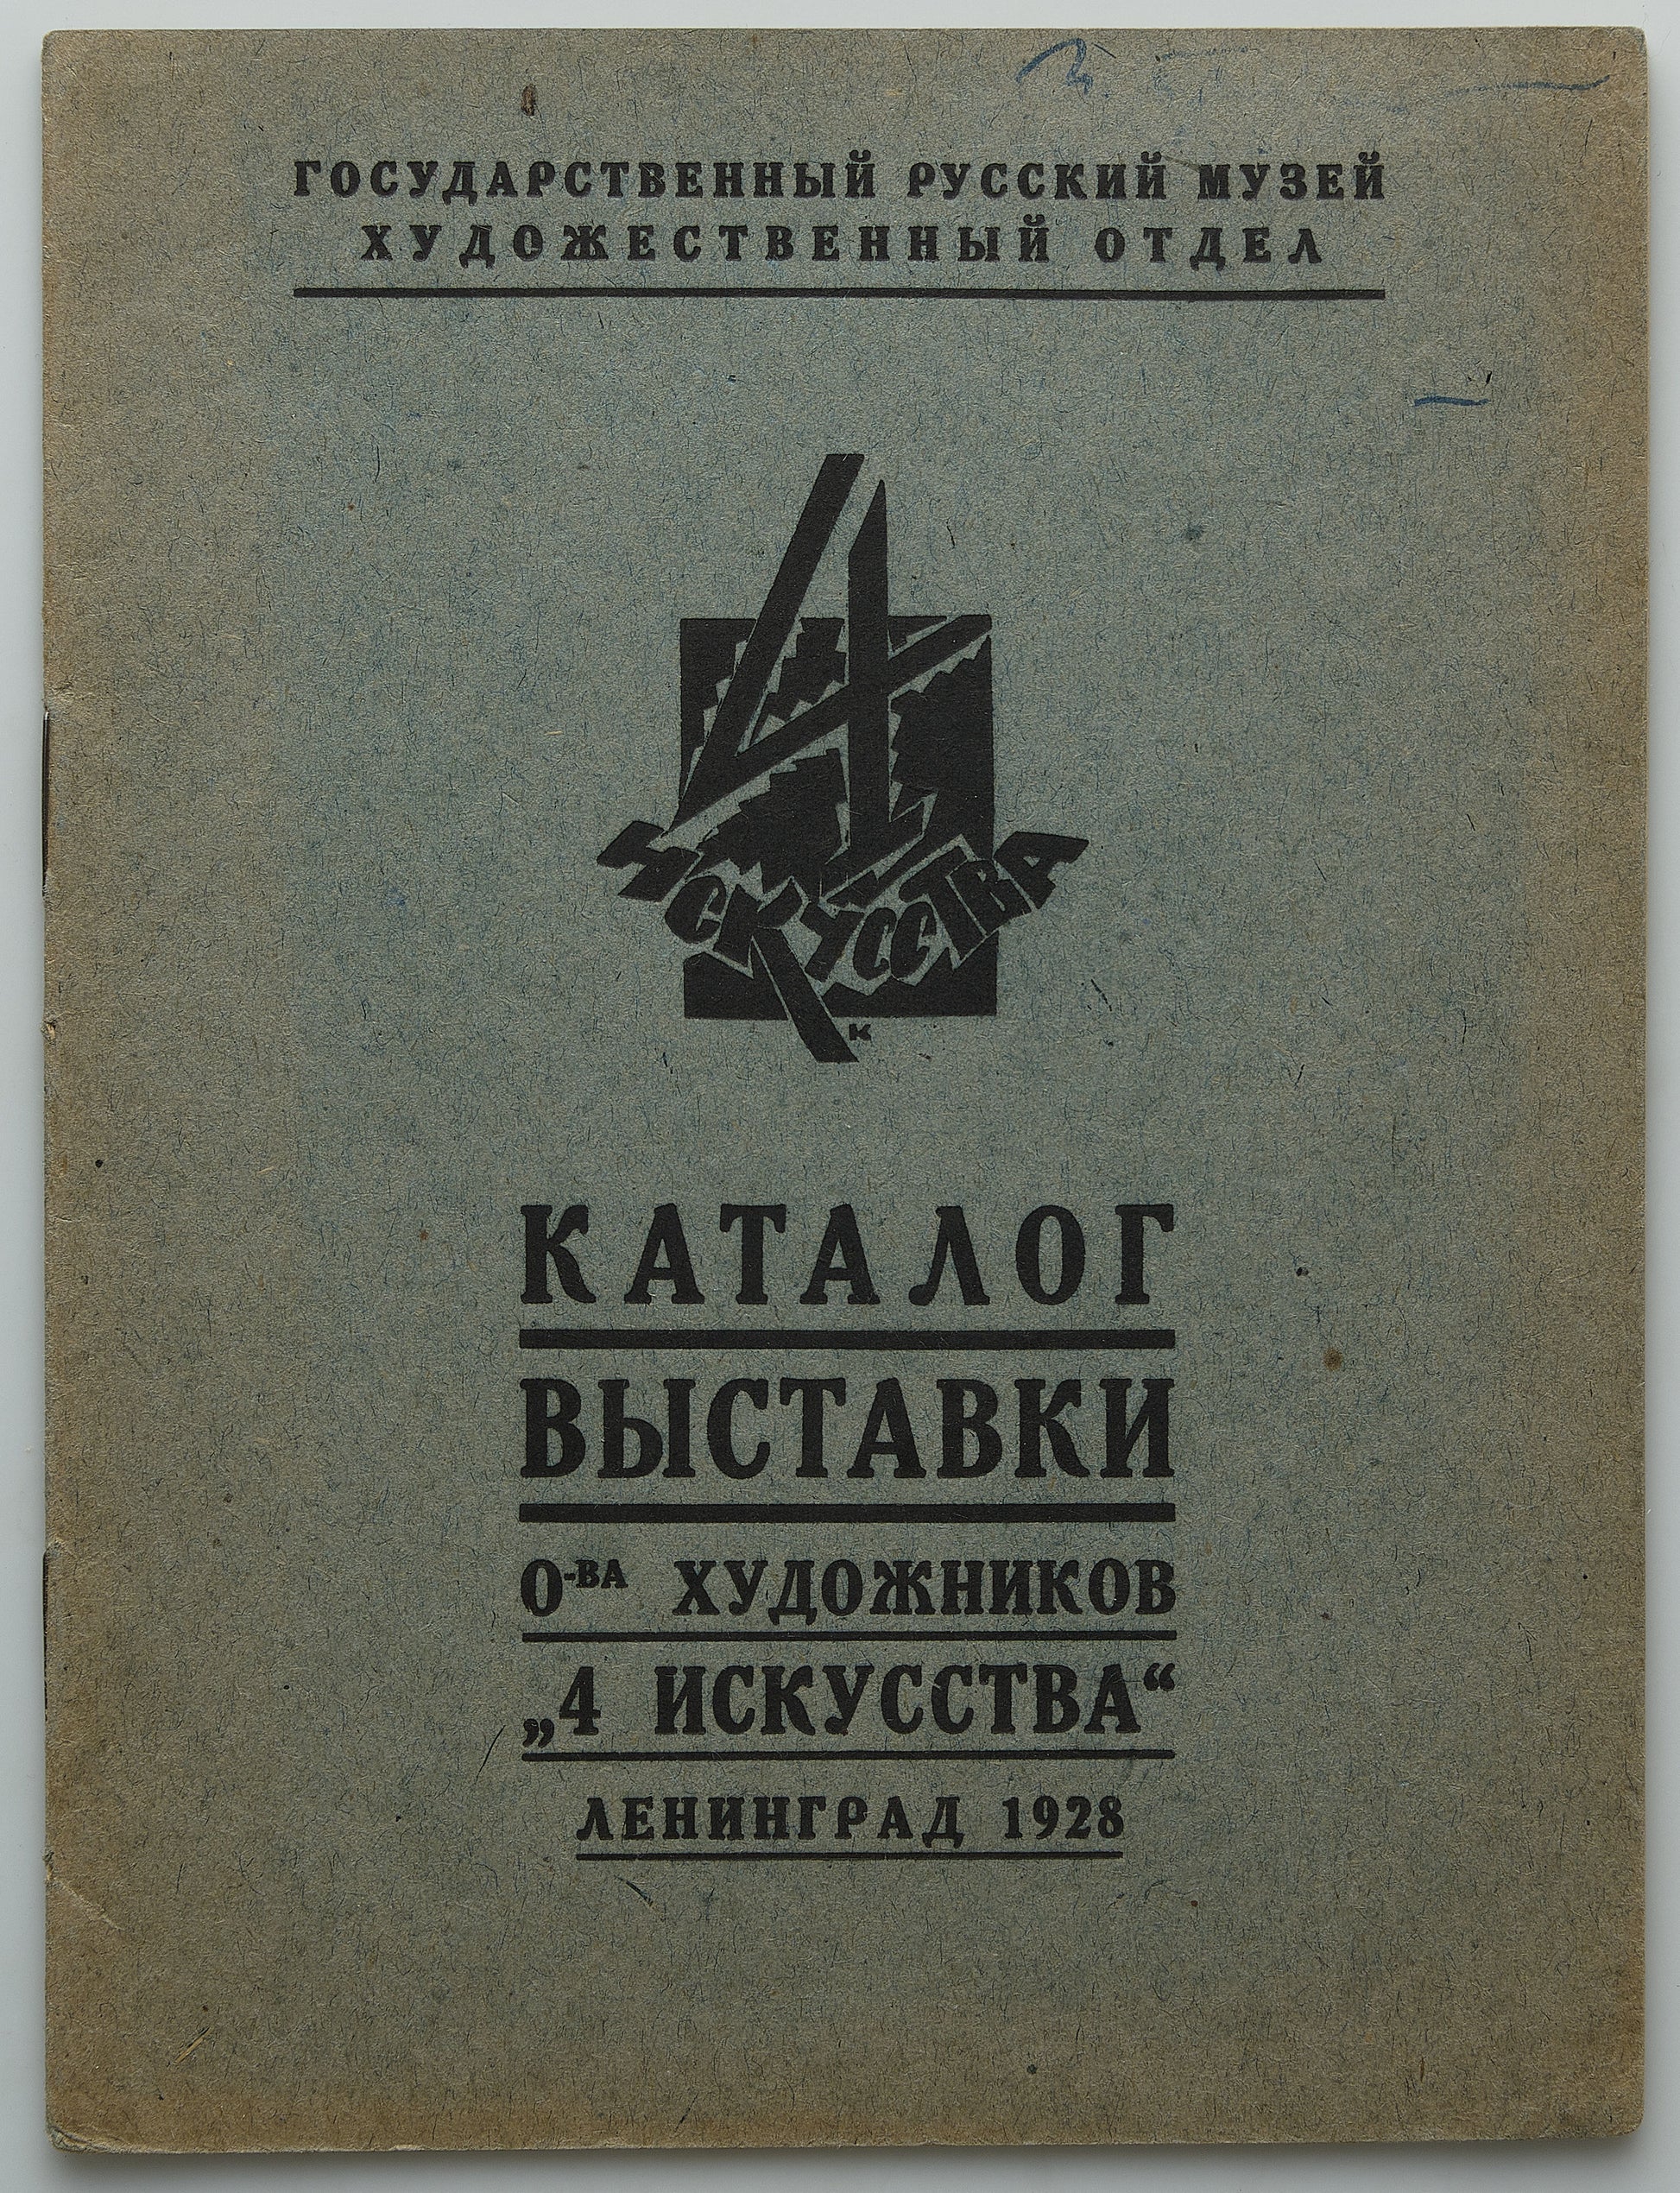 ГОСУДАРСТВЕННЫЙ РУССКИЙ МУЗЕЙ
ХУДОЖЕСТВЕННЫЙ ОТДЕЛ
4
ИСКУССТВА
К
КАТАЛОГ
ВЫСТАВКИ
О-ВА ХУДОЖНИКОВ
„4 ИСКУССТВА“
ЛЕНИНГРАД 1928